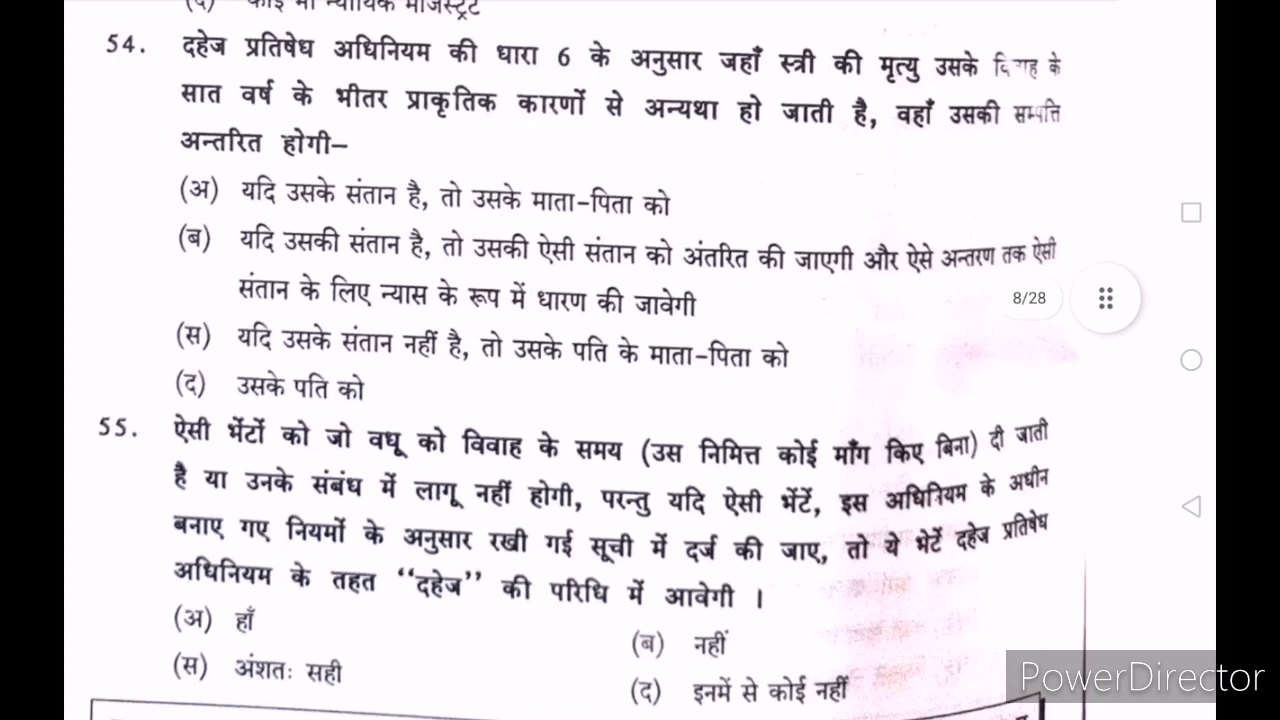 (द) कोई भी न्यायिक मजिस्ट्रेट
54. दहेज प्रतिषेध अधिनियम की धारा 6 के अनुसार जहाँ स्त्री की मृत्यु उसके विवाह के
सात वर्ष के भीतर प्राकृतिक कारणों से अन्यथा हो जाती है, वहाँ उसकी सम्पत्ति
अन्तरित होगी–
(अ) यदि उसके संतान है, तो उसके माता-पिता को
(ब) यदि उसकी संतान है, तो उसकी ऐसी संतान को अंतरित की जाएगी और ऐसे अन्तरण तक ऐसी
संतान के लिए न्यास के रूप में धारण की जावेगी
8/28
(स) यदि उसके संतान नहीं है, तो उसके पति के माता-पिता को
(द) उसके पति को
55. ऐसी भेंटों को जो वधू को विवाह के समय (उस निमित्त कोई माँग किए बिना) दी जाती
है या उनके संबंध में लागू नहीं होगी, परन्तु यदि ऐसी भेंटें, इस अधिनियम के अधीन
बनाए गए नियमों के अनुसार रखी गई सूची में दर्ज की जाए, तो ये भेटें दहेज प्रतिषेध
अधिनियम के तहत “दहेज” की परिधि में आवेगी ।
(अ) हाँ
(ब) नहीं
(स) अंशतः सही
(द) इनमें से कोई नहीं
PowerDirector